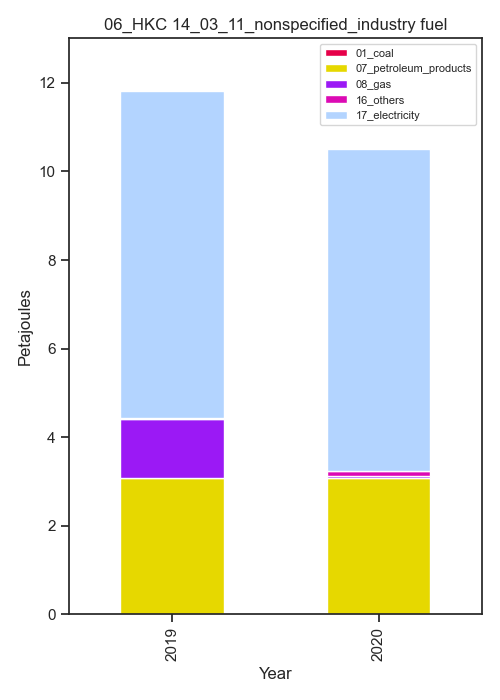 06_HKC 14_03_11_nonspecified_industry fuel
01_coal
07_petroleum_products
08_gas
16_others
17_electricity
12
10
8
6
4
2
0
Petajoules
2019
2020
Year